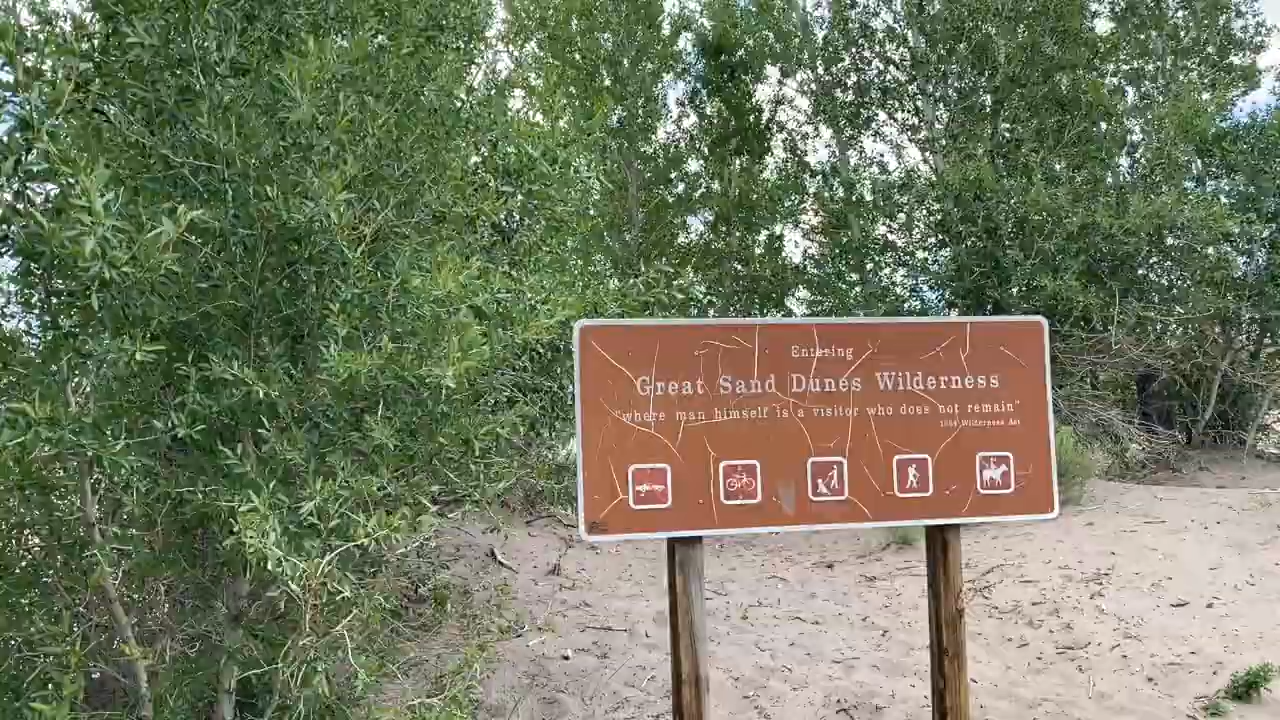 Entering
Great Sand Dunes Wilderness
"where man himself is a visitor who does not remain"
1964 Wilderness Act